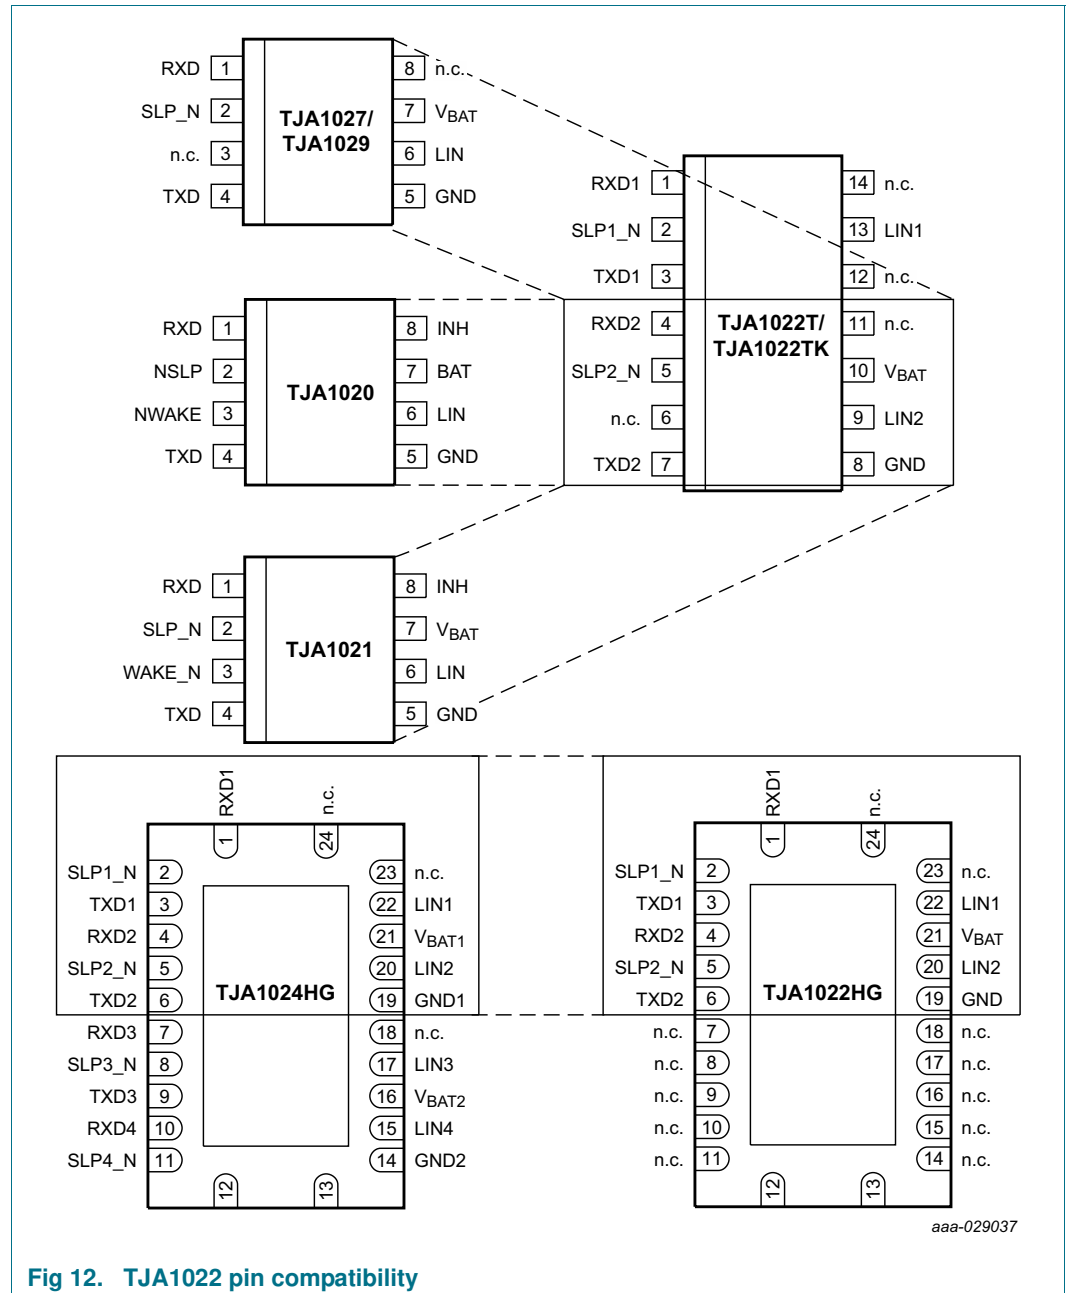 RXD 1 8 n.c.
SLP_N 2 7 VBAT
n.c. 3 6 LIN
TXD 4 5 GND
TJA1027/
TJA1029
RXD1 1 14 n.c.
SLP1_N 2 13 LIN1
TXD1 3 12 n.c.
RXD2 4 11 n.c.
SLP2_N 5 10 VBAT
n.c. 6 9 LIN2
TXD2 7 8 GND
TJA1022T/
TJA1022TK
RXD 1 8 INH
NSLP 2 7 BAT
NWAKE 3 6 LIN
TXD 4 5 GND
TJA1020
RXD 1 8 INH
SLP_N 2 7 VBAT
WAKE_N 3 6 LIN
TXD 4 5 GND
TJA1021
RXD1 n.c.
1 24
SLP1_N 2 23 n.c.
TXD1 3 22 LIN1
RXD2 4 21 VBAT1
SLP2_N 5 20 LIN2
TXD2 6 19 GND1
RXD3 7 18 n.c.
SLP3_N 8 17 LIN3
TXD3 9 16 VBAT2
RXD4 10 15 LIN4
SLP4_N 11 14 GND2
12 13
TJA1024HG
RXD1 n.c.
1 24
SLP1_N 2 23 n.c.
TXD1 3 22 LIN1
RXD2 4 21 VBAT
SLP2_N 5 20 LIN2
TXD2 6 19 GND
n.c. 7 18 n.c.
n.c. 8 17 n.c.
n.c. 9 16 n.c.
n.c. 10 15 n.c.
n.c. 11 14 n.c.
12 13
TJA1022HG
aaa-029037
Fig 12. TJA1022 pin compatibility